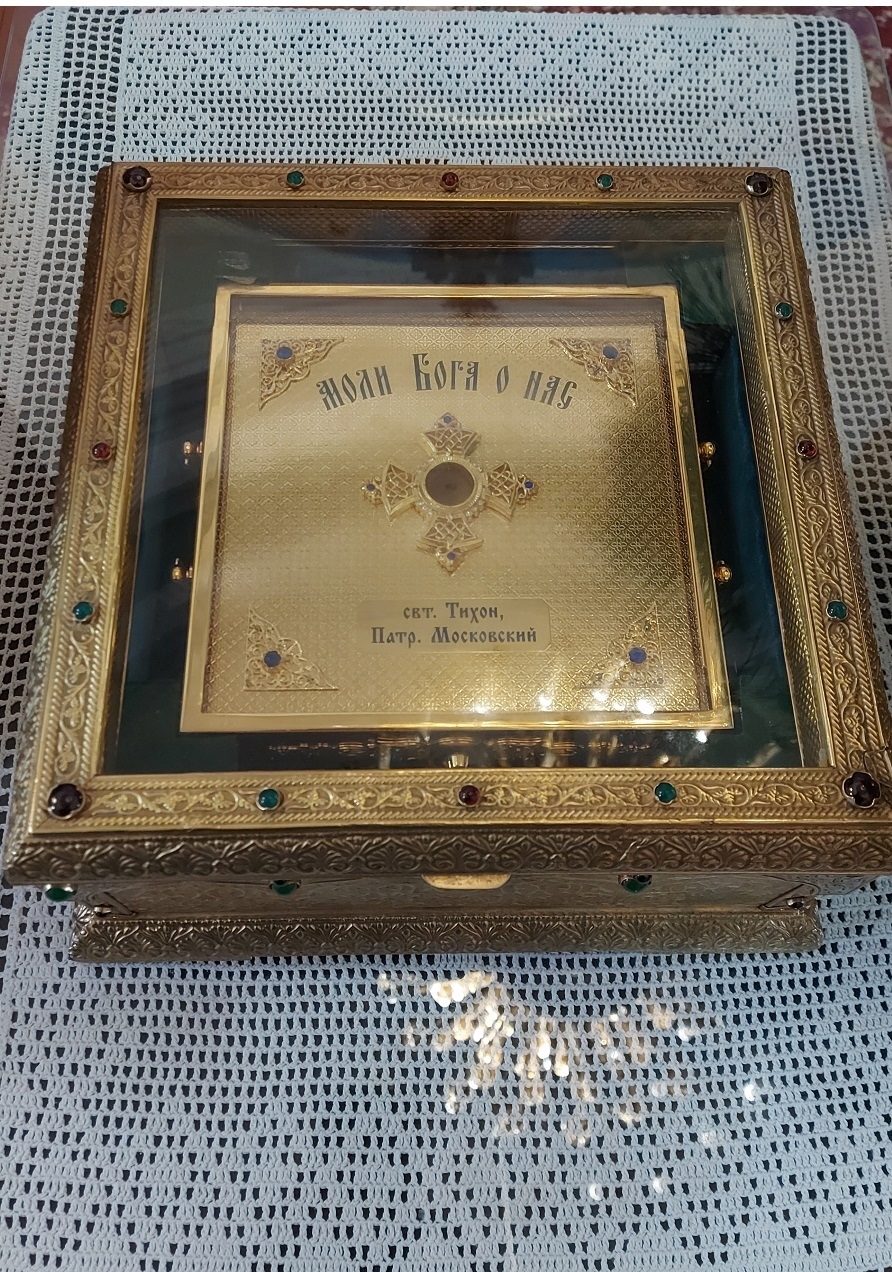 моли Бога о нас
свт. Тихон,
Патр. Московский